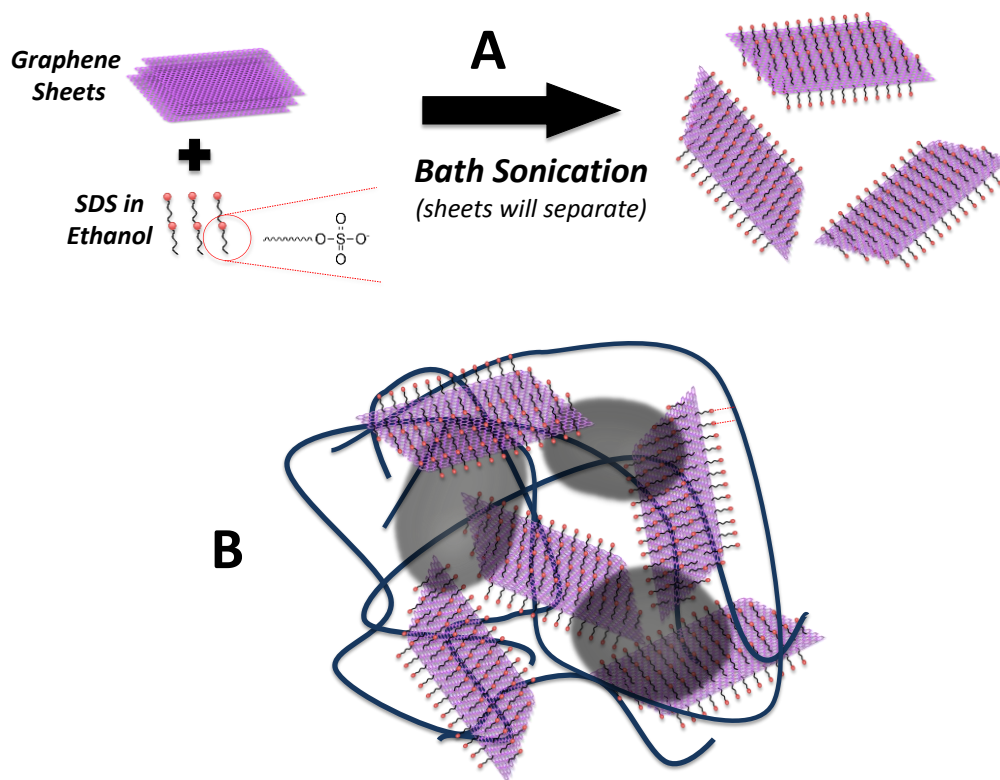 Graphene
Sheets
A
Bath Sonication
(sheets will separate)
SDS in
Ethanol
O
O-S-O-
O
B